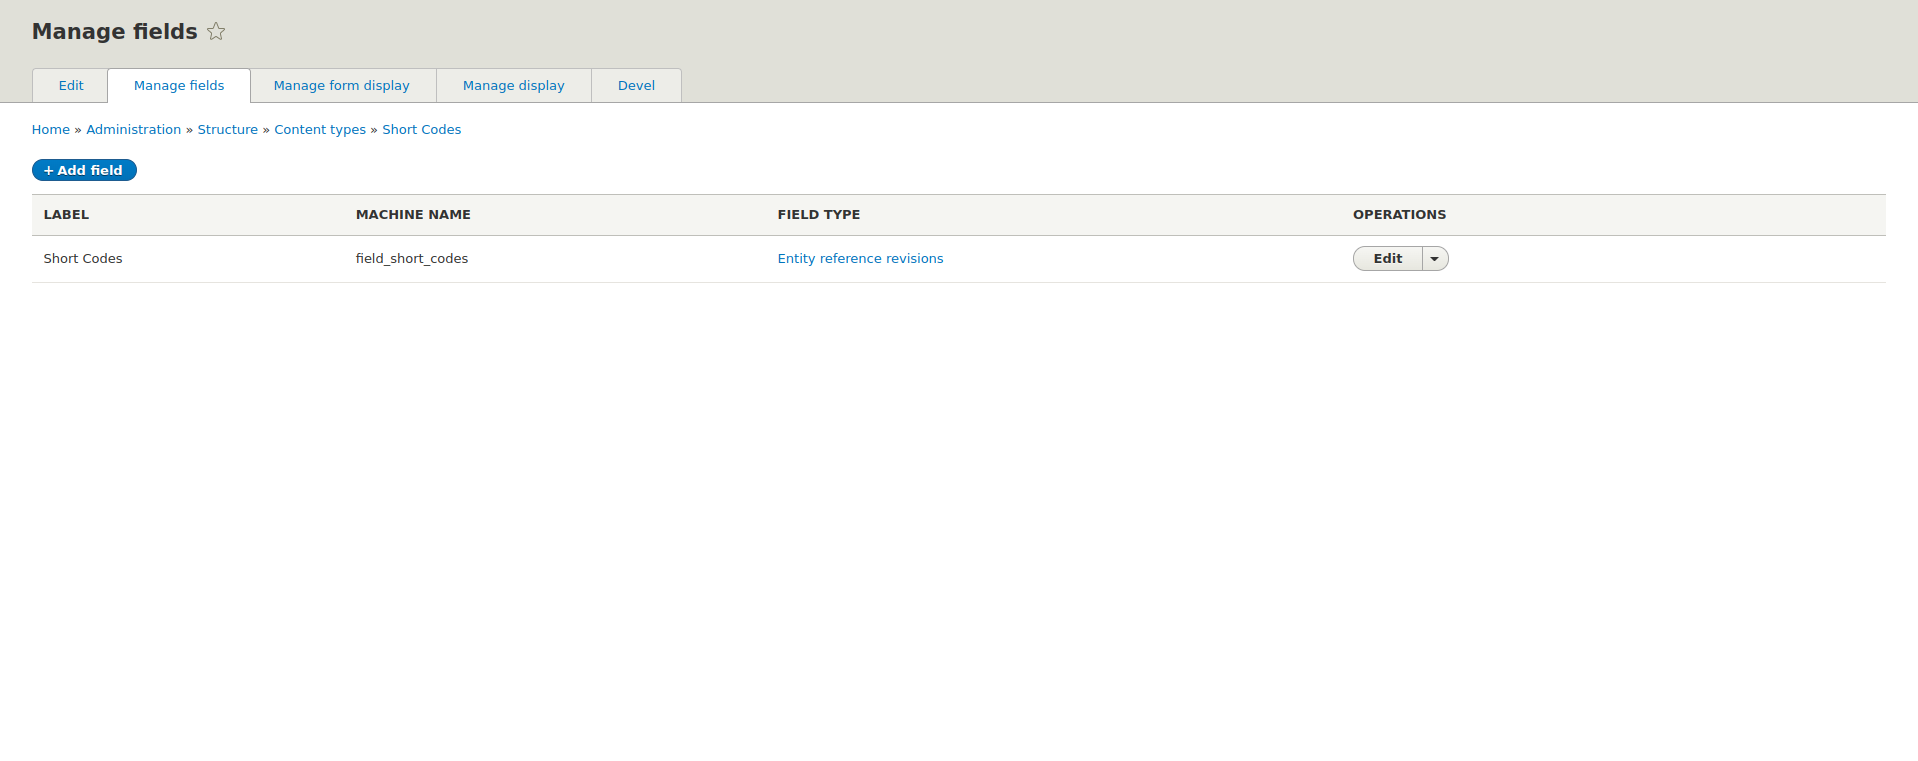 Manage fields
Edit Manage fields Manage form display Manage display Devel
Home » Administration » Structure » Content types » Short Codes
+ Add field
LABEL MACHINE NAME FIELD TYPE OPERATIONS
Short Codes field_short_codes Entity reference revisions Edit